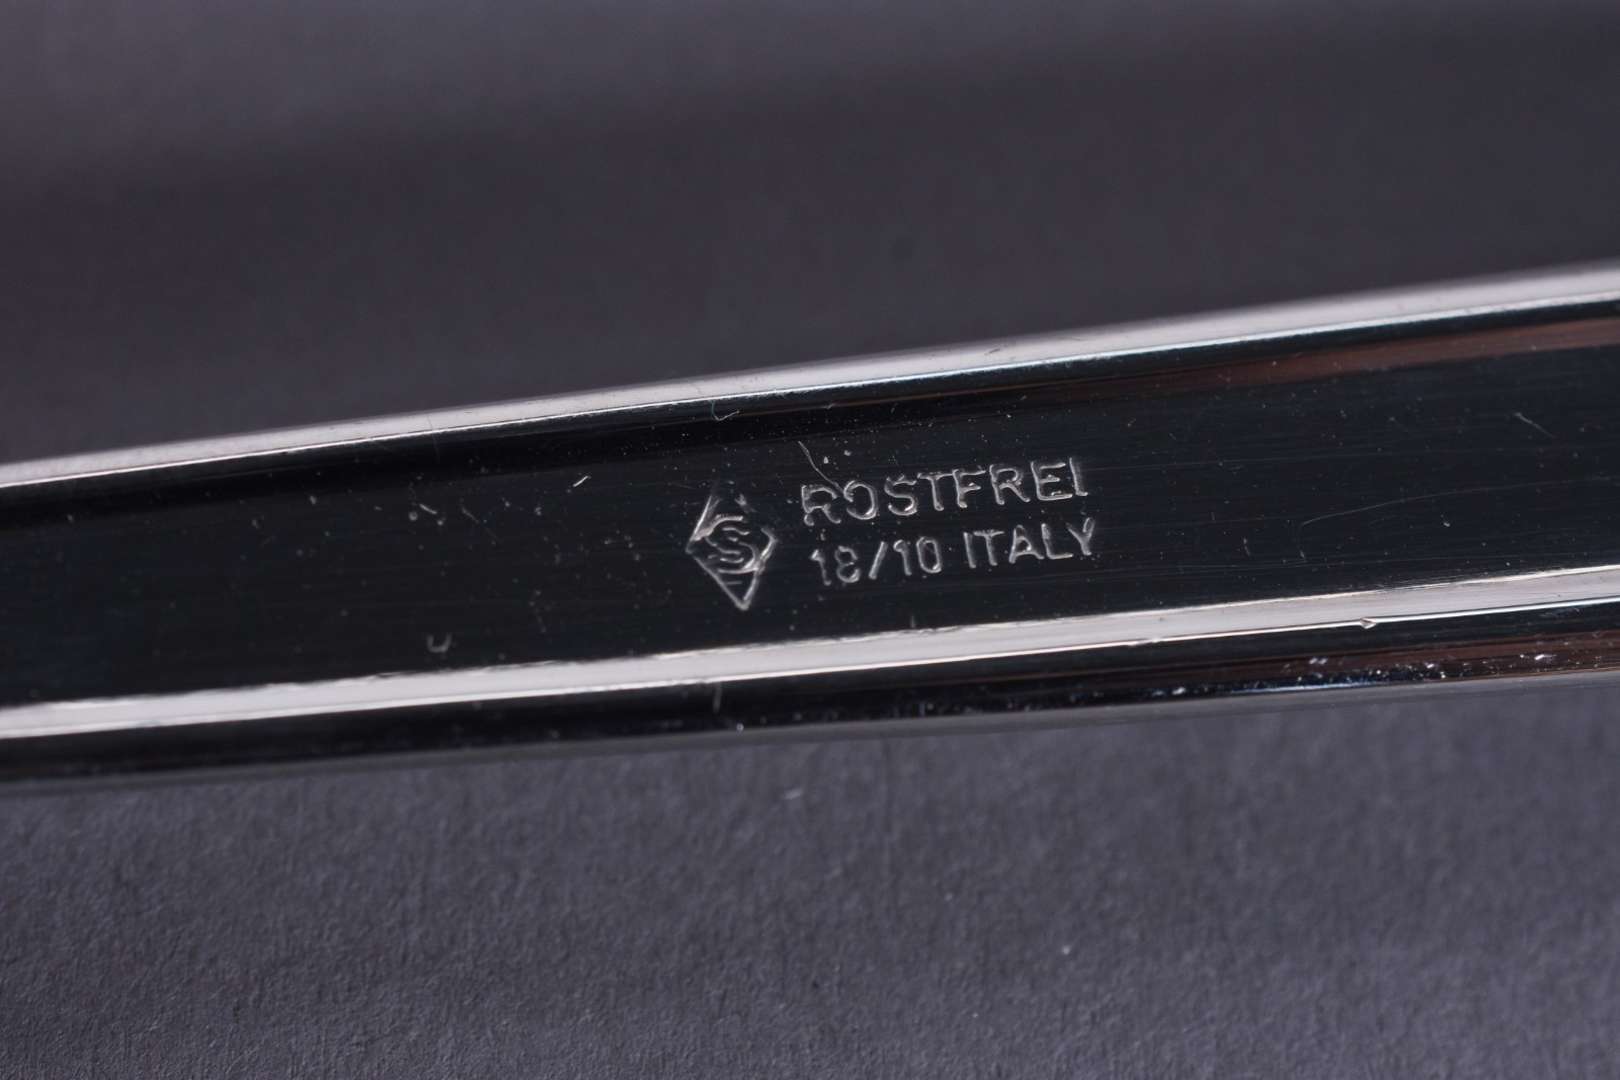 S ROSTFREI
18/10 ITALY